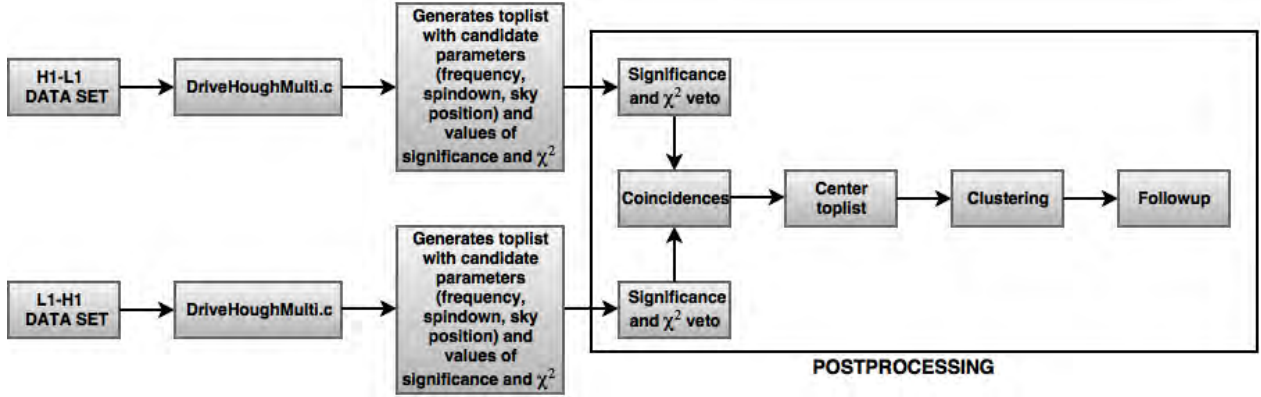 H1-L1
DATA SET
DriveHoughMulti.c
Generates toplist
with candidate
parameters
(frequency,
spindown, sky
position) and
values of
significance and χ²
Significance
and χ² veto
Coincidences
Center
toplist
Clustering
Followup
L1-H1
DATA SET
DriveHoughMulti.c
Generates toplist
with candidate
parameters
(frequency,
spindown, sky
position) and
values of
significance and χ²
Significance
and χ² veto
POSTPROCESSING